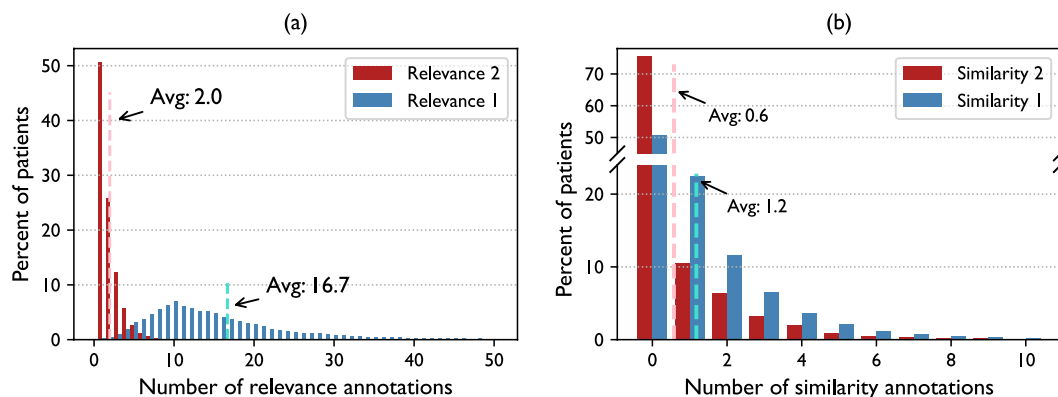 (a)
Percent of patients
50
40
30
20
10
0
Relevance 2
Relevance 1
Avg: 2.0
Avg: 16.7
0 10 20 30 40 50
Number of relevance annotations
(b)
Percent of patients
70
60
50
20
10
0
Similarity 2
Similarity 1
Avg: 0.6
Avg: 1.2
0 2 4 6 8 10
Number of similarity annotations